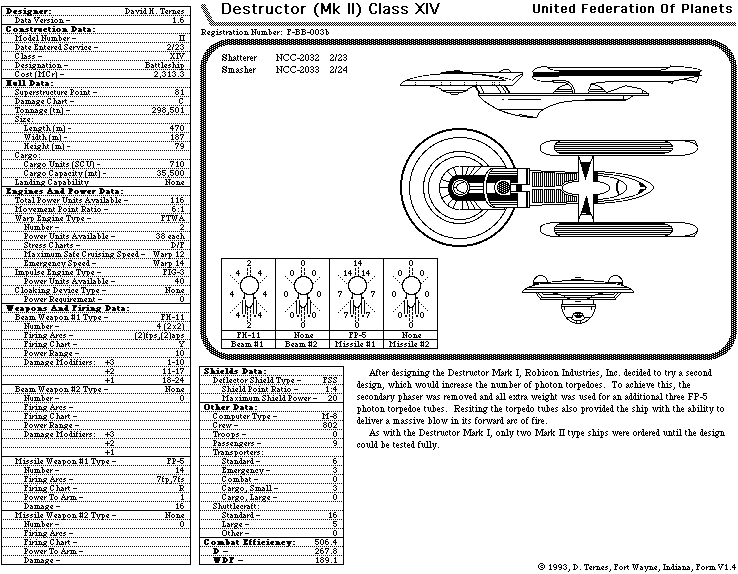 Designer: David H. Ternes
Data Version - 1.6
Construction Data:
Model Number - II
Date Entered Service - 2/23
Class - XIV
Designation - Battleship
Cost (MCr) - 2,313.3
Hull Data:
Superstructure Point - 81
Damage Chart - C
Tonnage (tn) - 298,501
Size:
Length (m) - 470
Width (m) - 187
Height (m) - 79
Cargo:
Cargo Units (SCU) - 710
Cargo Capacity (mt) - 35,500
Landing Capability None
Engines And Power Data:
Total Power Units Available - 116
Movement Point Ratio - 6:1
Warp Engine Type - FTWA
Number - 2
Power Units Available - 38 each
Stress Charts - D/F
Maximum Safe Cruising Speed - Warp 12
Emergency Speed - Warp 14
Impulse Engine Type - FIG-3
Power Units Available - 40
Cloaking Device Type - None
Power Requirement - 0
Weapons And Firing Data:
Beam Weapon #1 Type - FH-11
Number - 4 (2x2)
Firing Arcs - (2)fps,(2)aps
Firing Chart - Y
Power Range - 10
Damage Modifiers: +3 1-10
+2 11-17
+1 18-24
Beam Weapon #2 Type - None
Number - 0
Firing Arcs -
Firing Chart -
Power Range -
Damage Modifiers: +3
+2
+1
Missile Weapon #1 Type - FP-5
Number - 14
Firing Arcs - 7fp,7fs
Firing Chart - R
Power To Arm - 1
Damage - 16
Missile Weapon #2 Type - None
Number - 0
Firing Arcs -
Firing Chart -
Power To Arm -
Damage -
Destructor (Mk II) Class XIV
United Federation Of Planets
Registration Number: F-BB-003b
Shatterer NCC-2032 2/23
Smasher NCC-2033 2/24
2 0 14 0
4 4 0 0 14 14 0 0
4 4 0 0 7 7 0 0
2 0 0 0
FH-11 None FP-5 None
Beam #1 Beam #2 Missile #1 Missile #2
Shields Data:
Deflector Shield Type - FSS
Shield Point Ratio - 1:4
Maximum Shield Power - 20
Other Data:
Computer Type - M-8
Crew - 802
Troops - 0
Passengers - 9
Transporters:
Standard - 6
Emergency - 3
Combat - 0
Cargo, Small - 3
Cargo, Large - 0
Shuttlecraft:
Standard - 16
Large - 5
Other - 0
Combat Efficiency: 506.4
D - 267.8
WDF - 189.1
After designing the Destructor Mark I, Robicon Industries, Inc. decided to try a second
design, which would increase the number of photon torpedoes. To achieve this, the
secondary phaser was removed and all extra weight was used for an additional three FP-5
photon torpedoe tubes. Resiting the torpedo tubes also provided the ship with the ability to
deliver a massive blow in its forward arc of fire.
As with the Destructor Mark I, only two Mark II type ships were ordered until the design
could be tested fully.
© 1993, D. Ternes, Fort Wayne, Indiana, Form V1.4